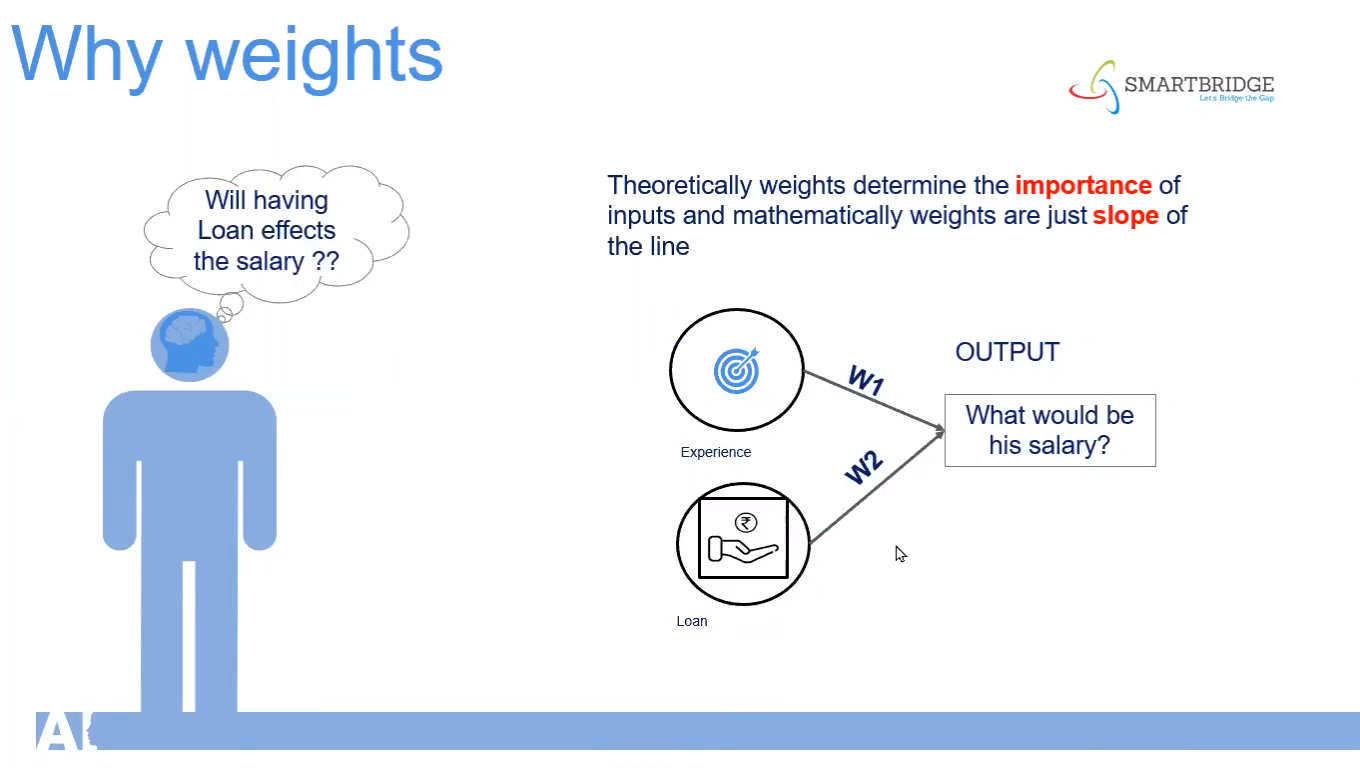 Why weights
SMARTBRIDGE
Let's Bridge the Gap
Will having
Loan effects
the salary ??
Theoretically weights determine the importance of
inputs and mathematically weights are just slope of
the line
OUTPUT
W1
What would be
his salary?
Experience
W2
₹
Loan